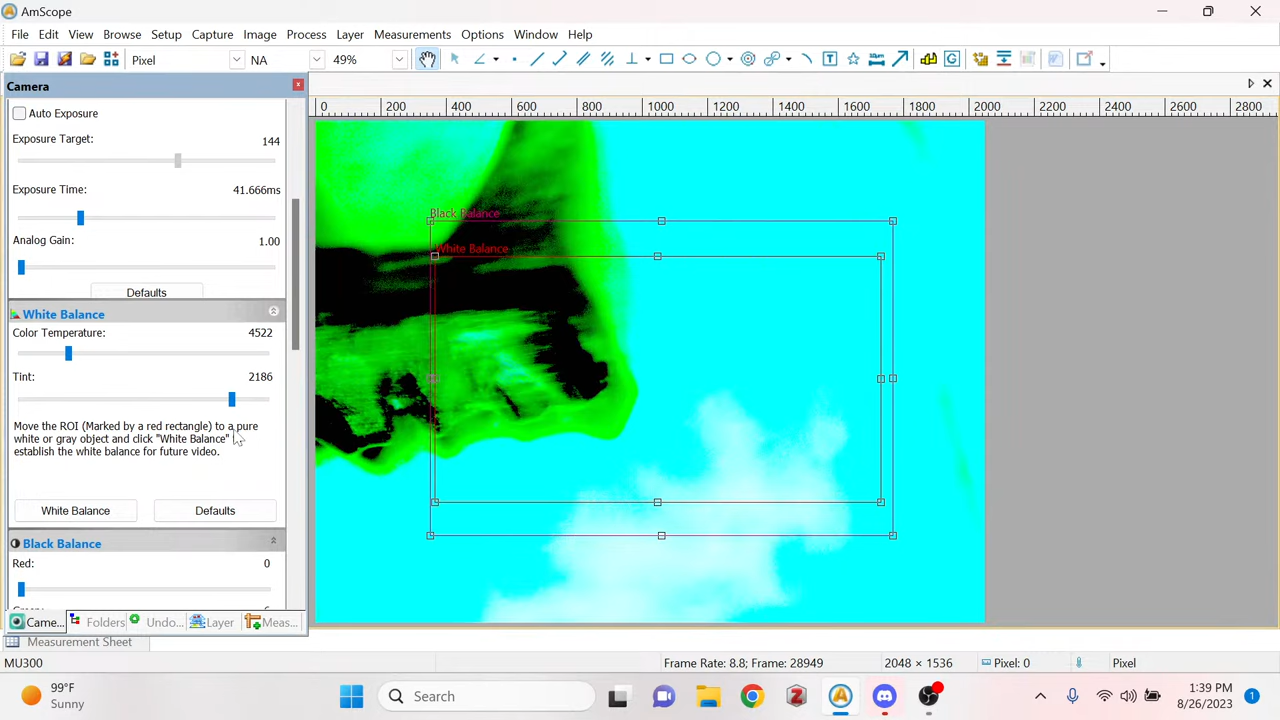 AmScope
File Edit View Browse Setup Capture Image Process Layer Measurements Options Window Help
Pixel NA 49%
Camera
0 200 400 600 800 1000 1200 1400 1600 1800 2000 2200 2400 2600 2800
Auto Exposure
Exposure Target: 144
Exposure Time: 41.666ms
Analog Gain: 1.00
Defaults
White Balance
Color Temperature: 4522
Tint: 2186
Move the ROI (Marked by a red rectangle) to a pure
white or gray object and click "White Balance"
establish the white balance for future video.
White Balance Defaults
Black Balance
Red: 0
Black Balance
White Balance
Came... Folders Undo... Layer Meas...
Measurement Sheet
MU300 Frame Rate: 8.8; Frame: 28949 2048 × 1536 Pixel: 0 Pixel
99°F
Sunny
Search
1:39 PM
8/26/2023
1